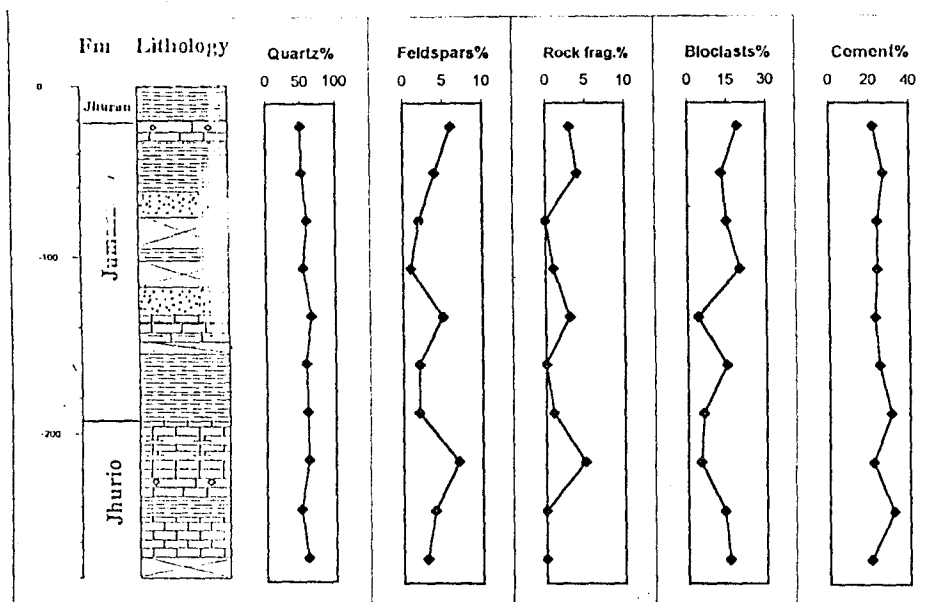 Fm Lithology Quartz% Feldspars% Rock frag.% Bloclasts% Cement%
0 50 100 0 5 10 0 5 10 0 15 30 0 20 40
0
Jhuran
-100
-200
Jhurio